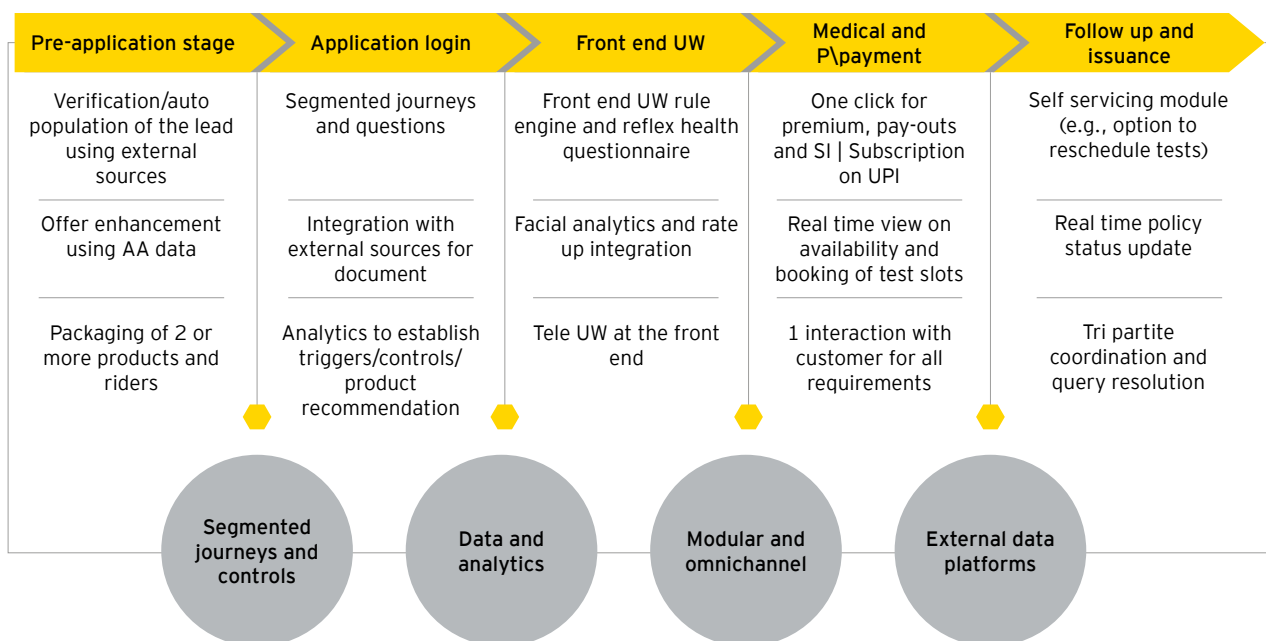 Pre-application stage
Application login
Front end UW
Medical and
P\payment
Follow up and
issuance
Verification/auto
population of the lead
using external
sources
Offer enhancement
using AA data
Packaging of 2 or
more products and
riders
Segmented journeys
and questions
Integration with
external sources for
document
Analytics to establish
triggers/controls/
product
recommendation
Front end UW rule
engine and reflex health
questionnaire
Facial analytics and rate
up integration
Tele UW at the front
end
One click for
premium, pay-outs
and SI | Subscription
on UPI
Real time view on
availability and
booking of test slots
1 interaction with
customer for all
requirements
Self servicing module
(e.g., option to
reschedule tests)
Real time policy
status update
Tri partite
coordination and
query resolution
Segmented
journeys and
controls
Data and
analytics
Modular and
omnichannel
External data
platforms